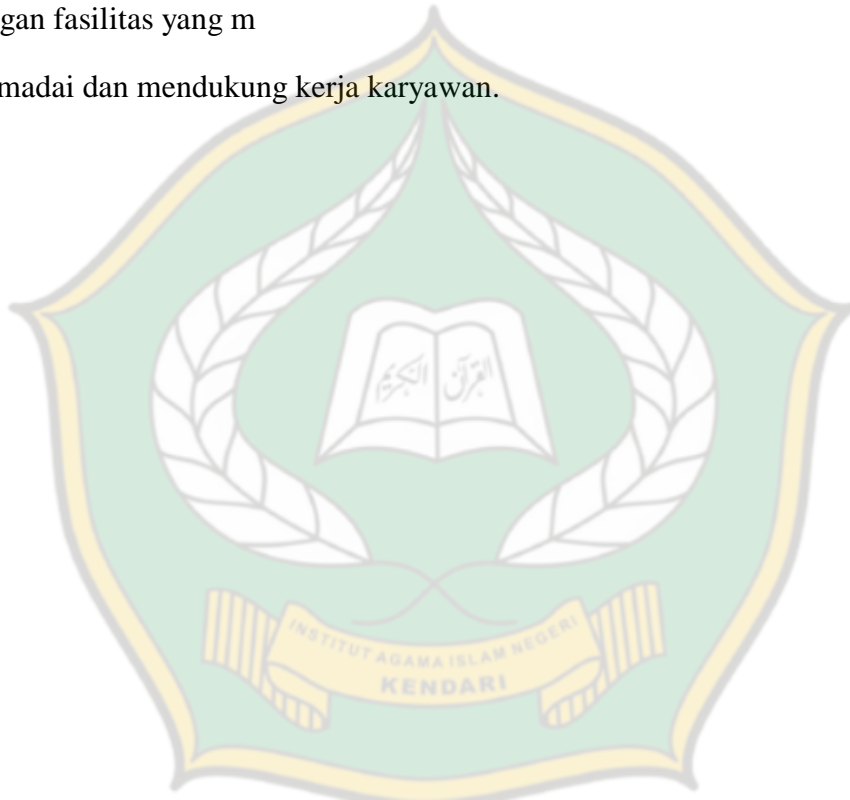 gan fasilitas yang m
madai dan mendukung kerja karyawan.
القرآن الكريم
INSTITUT AGAMA ISLAM NEGERI
KENDARI